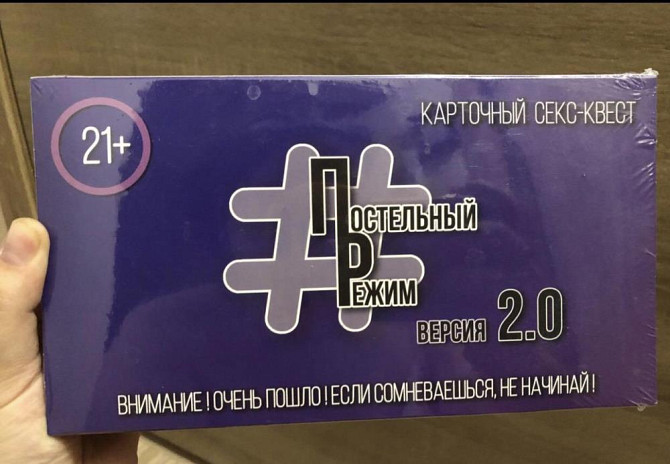 21+
КАРТОЧНЫЙ СЕКС-КВЕСТ
#ПОСТЕЛЬНЫЙ
РЕЖИМ
ВЕРСИЯ 2.0
ВНИМАНИЕ ! ОЧЕНЬ ПОШЛО ! ЕСЛИ СОМНЕВАЕШЬСЯ, НЕ НАЧИНАЙ !